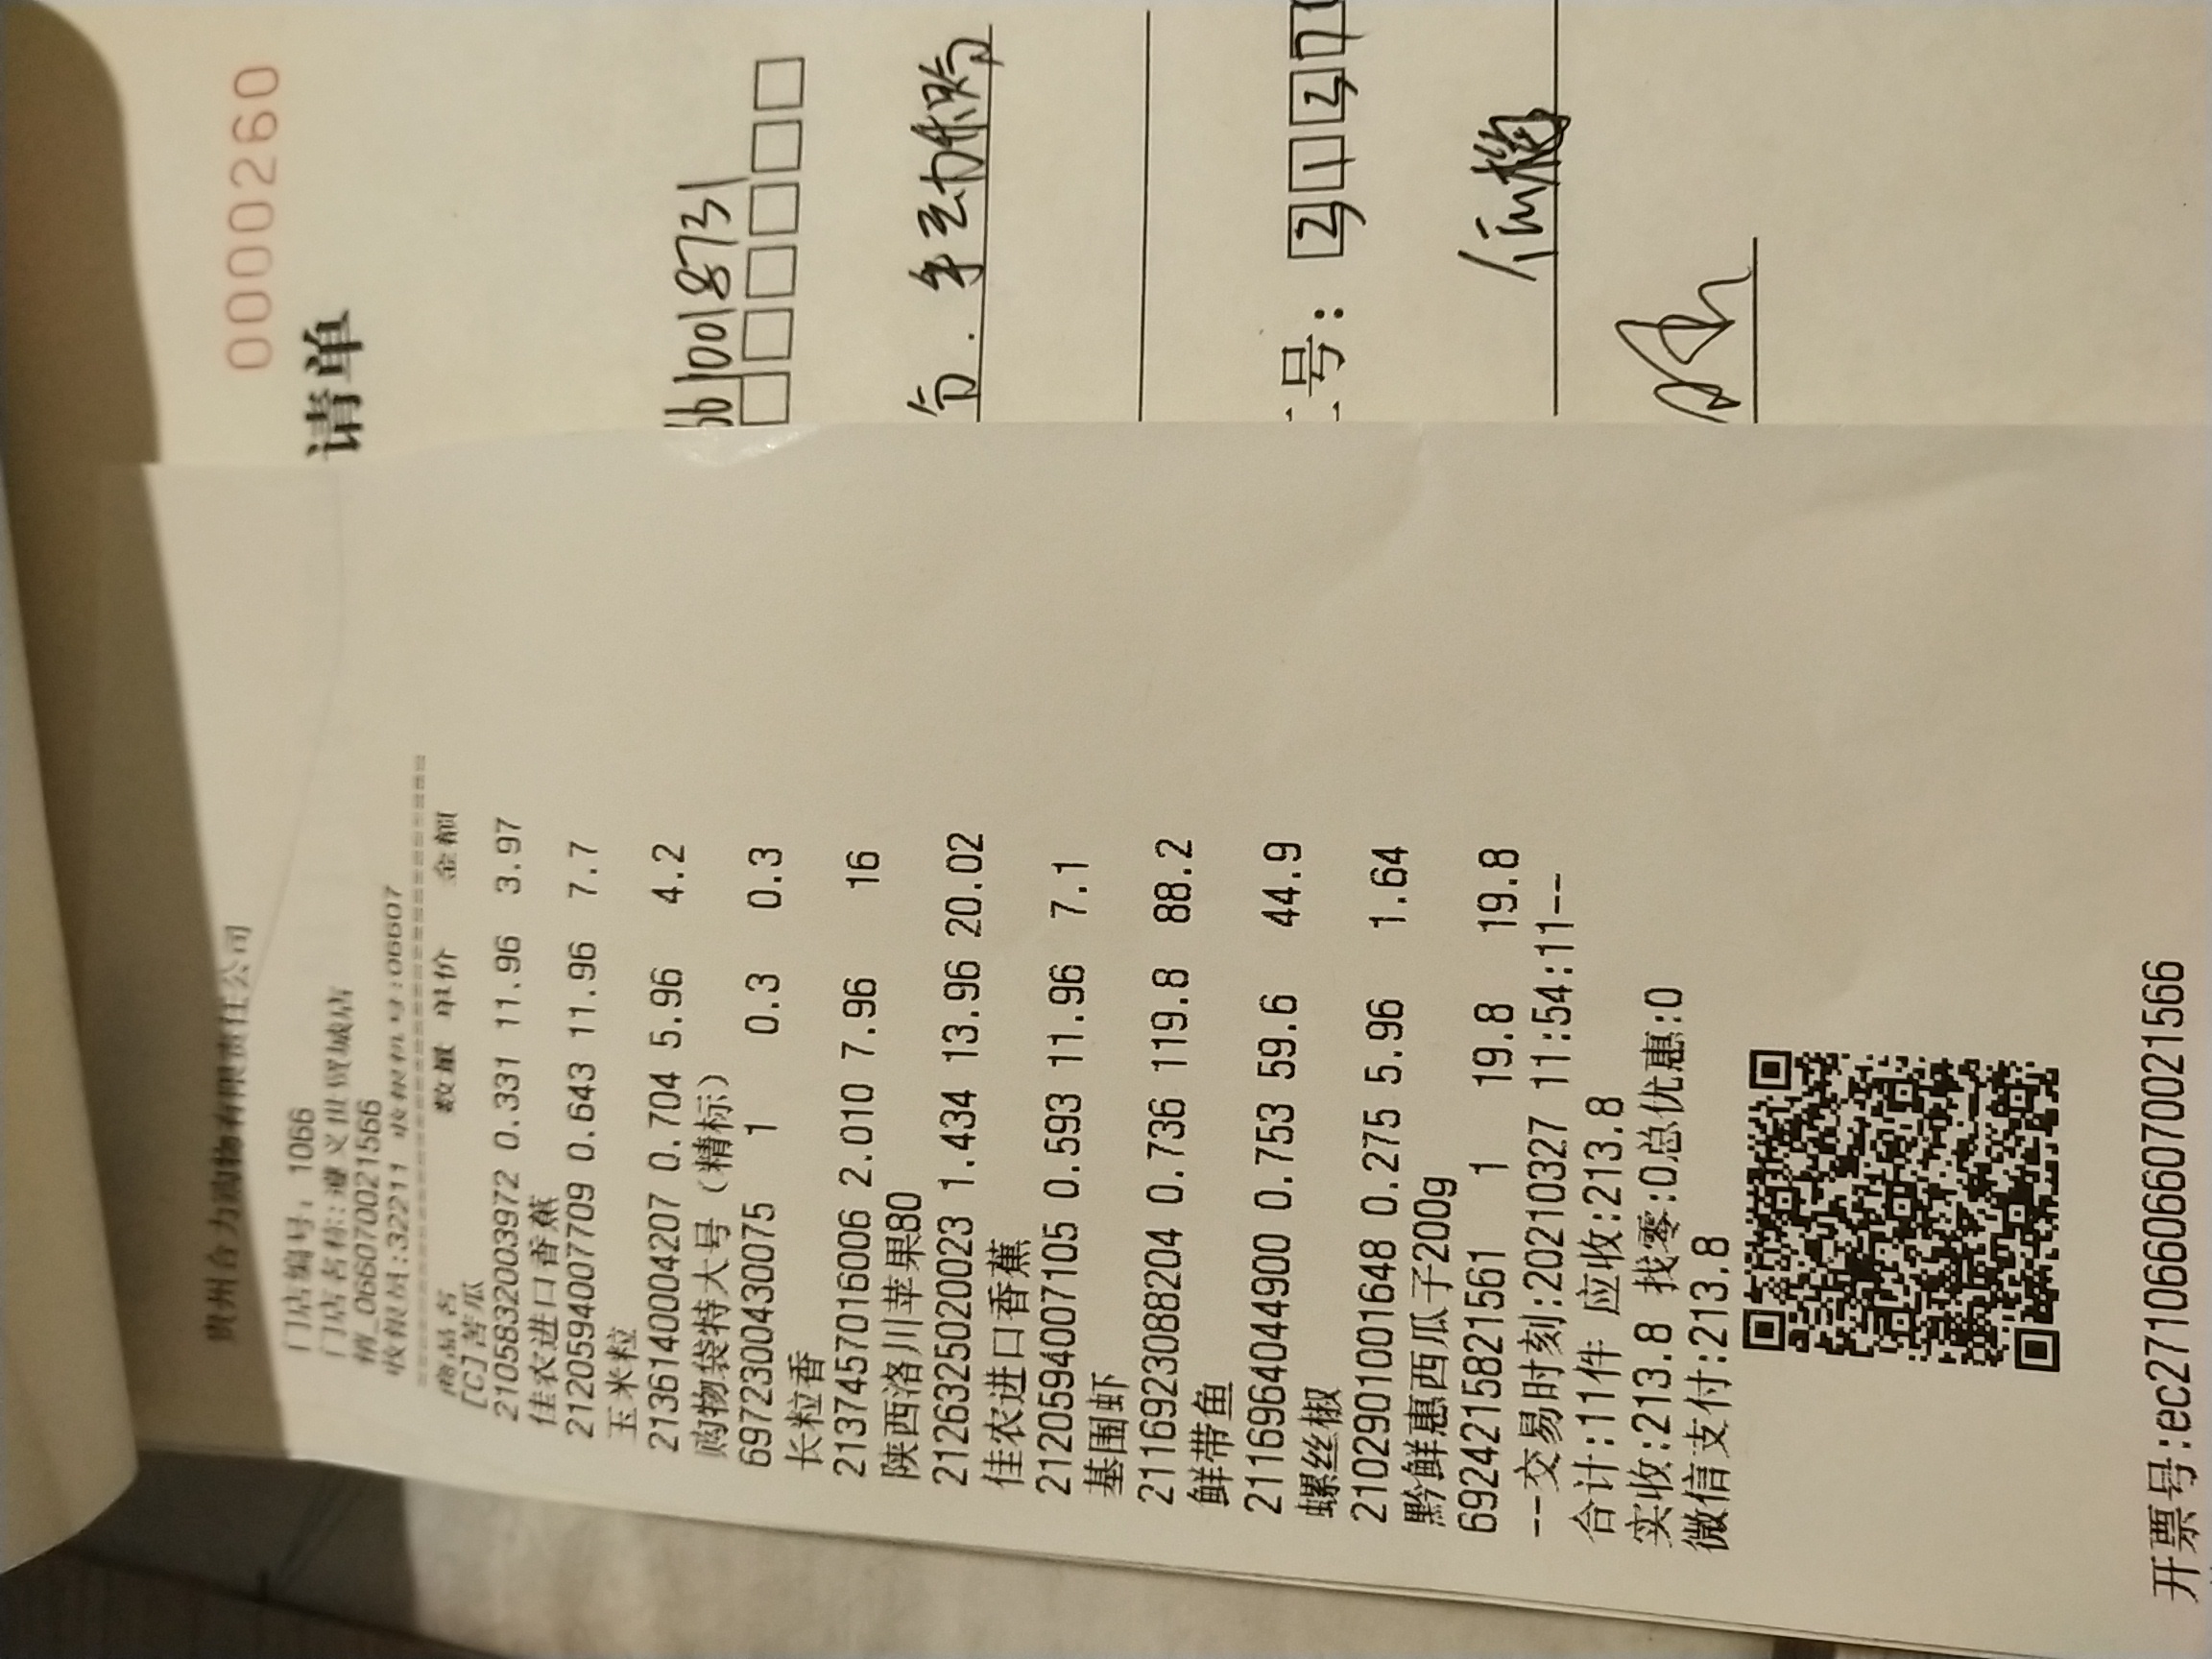 0000260
请单
001873
号：
贵州合力购物有限责任公司
门店编号: 1066
门店名称:遵义世贸城店
销_0660700021566
收银员:32211 收银机号:06607
商品名 数量 单价 金额
[C]苦瓜
2105832003972 0.331 11.96 3.97
佳农进口香蕉
2120594007709 0.643 11.96 7.7
玉米粒
2136140004207 0.704 5.96 4.2
购物袋特大号（精标）
6972300430075 1 0.3 0.3
长粒香
2137457016006 2.010 7.96 16
陕西洛川苹果80
2126325020023 1.434 13.96 20.02
佳农进口香蕉
2120594007105 0.593 11.96 7.1
基围虾
2116923088204 0.736 119.8 88.2
鲜带鱼
2116964044900 0.753 59.6 44.9
螺丝椒
2102901001648 0.275 5.96 1.64
黔鲜惠西瓜子200g
6924215821561 1 19.8 19.8
--交易时刻:20210327 11:54:11--
合计:11件 应收:213.8
实收:213.8 找零:0总优惠:0
微信支付:213.8
开票号:ec27106606607000​21566